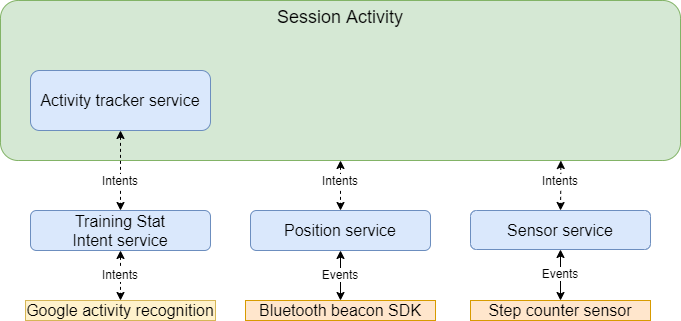 Session Activity
Activity tracker service
Intents
Intents
Intents
Training Stat
Intent service
Position service
Sensor service
Intents
Events
Events
Google activity recognition
Bluetooth beacon SDK
Step counter sensor